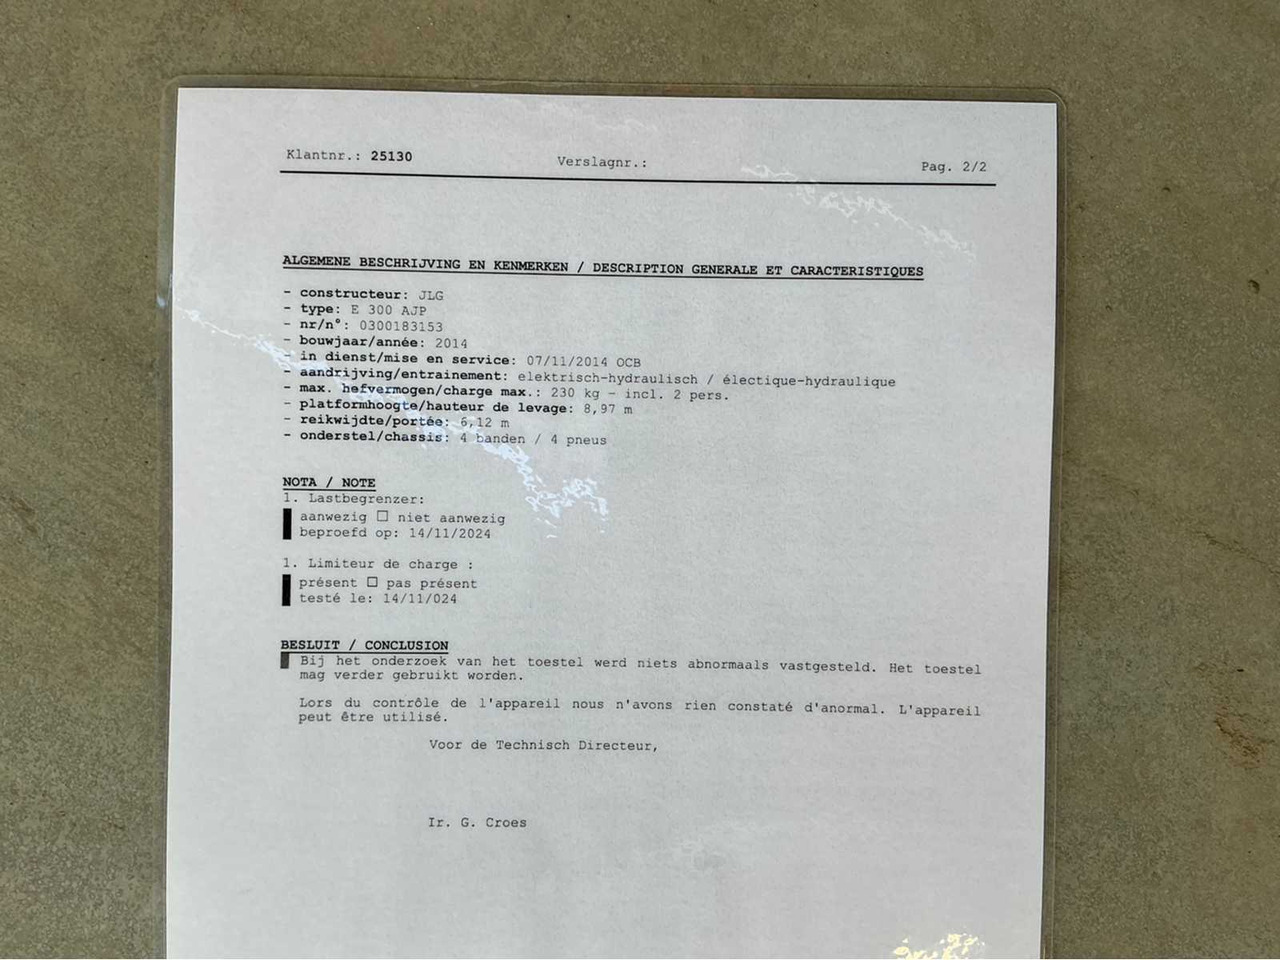 Klantnr.: 25130 Verslagnr.: Pag. 2/2
ALGEMENE BESCHRIJVING EN KENMERKEN / DESCRIPTION GENERALE ET CARACTERISTIQUES
- constructeur: JLG
- type: E 300 AJP
- nr/n°: 0300183153
- bouwjaar/année: 2014
- in dienst/mise en service: 07/11/2014 OCB
- aandrijving/entrainement: elektrisch-hydraulisch / électique-hydraulique
- max. hefvermogen/charge max.: 230 kg - incl. 2 pers.
- platformhoogte/hauteur de levage: 8,97 m
- reikwijdte/portée: 6,12 m
- onderstel/chassis: 4 banden / 4 pneus
NOTA / NOTE
1. Lastbegrenzer:
aanwezig ☐ niet aanwezig
beproefd op: 14/11/2024
1. Limiteur de charge :
présent ☐ pas présent
testé le: 14/11/024
BESLUIT / CONCLUSION
Bij het onderzoek van het toestel werd niets abnormaals vastgesteld. Het toestel
mag verder gebruikt worden.
Lors du contrôle de l'appareil nous n'avons rien constaté d'anormal. L'appareil
peut être utilisé.
Voor de Technisch Directeur,
Ir. G. Croes